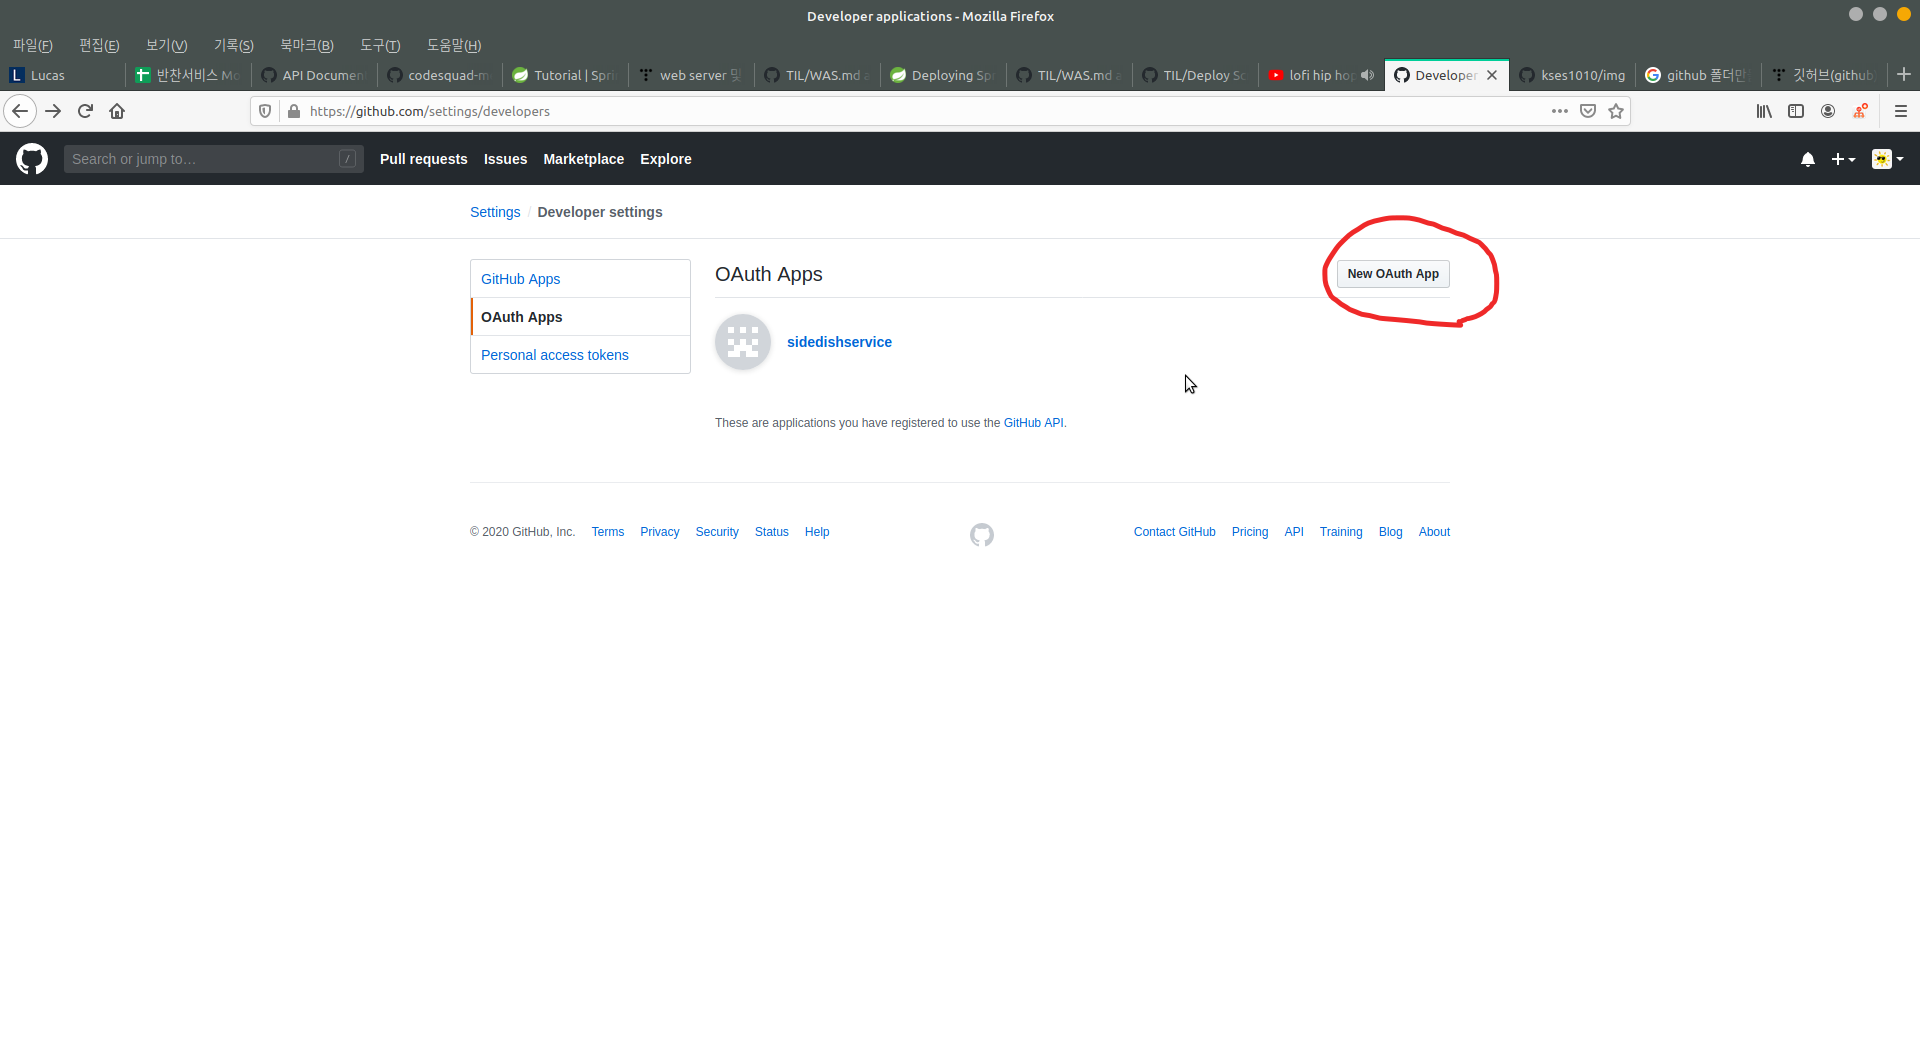 Developer applications - Mozilla Firefox
파일(F) 편집(E) 보기(V) 기록(S) 북마크(B) 도구(T) 도움말(H)
Lucas 반찬서비스 Mo API Documen codesquad-m Tutorial | Spri web server 및 TIL/WAS.md a Deploying Sp TIL/WAS.md a TIL/Deploy Sc lofi hip hop Developer kses1010/img github 폴더만 깃허브(github
https://github.com/settings/developers
Search or jump to… / Pull requests Issues Marketplace Explore
Settings / Developer settings
GitHub Apps
OAuth Apps
Personal access tokens
OAuth Apps New OAuth App
sidedishservice
These are applications you have registered to use the GitHub API.
© 2020 GitHub, Inc. Terms Privacy Security Status Help Contact GitHub Pricing API Training Blog About